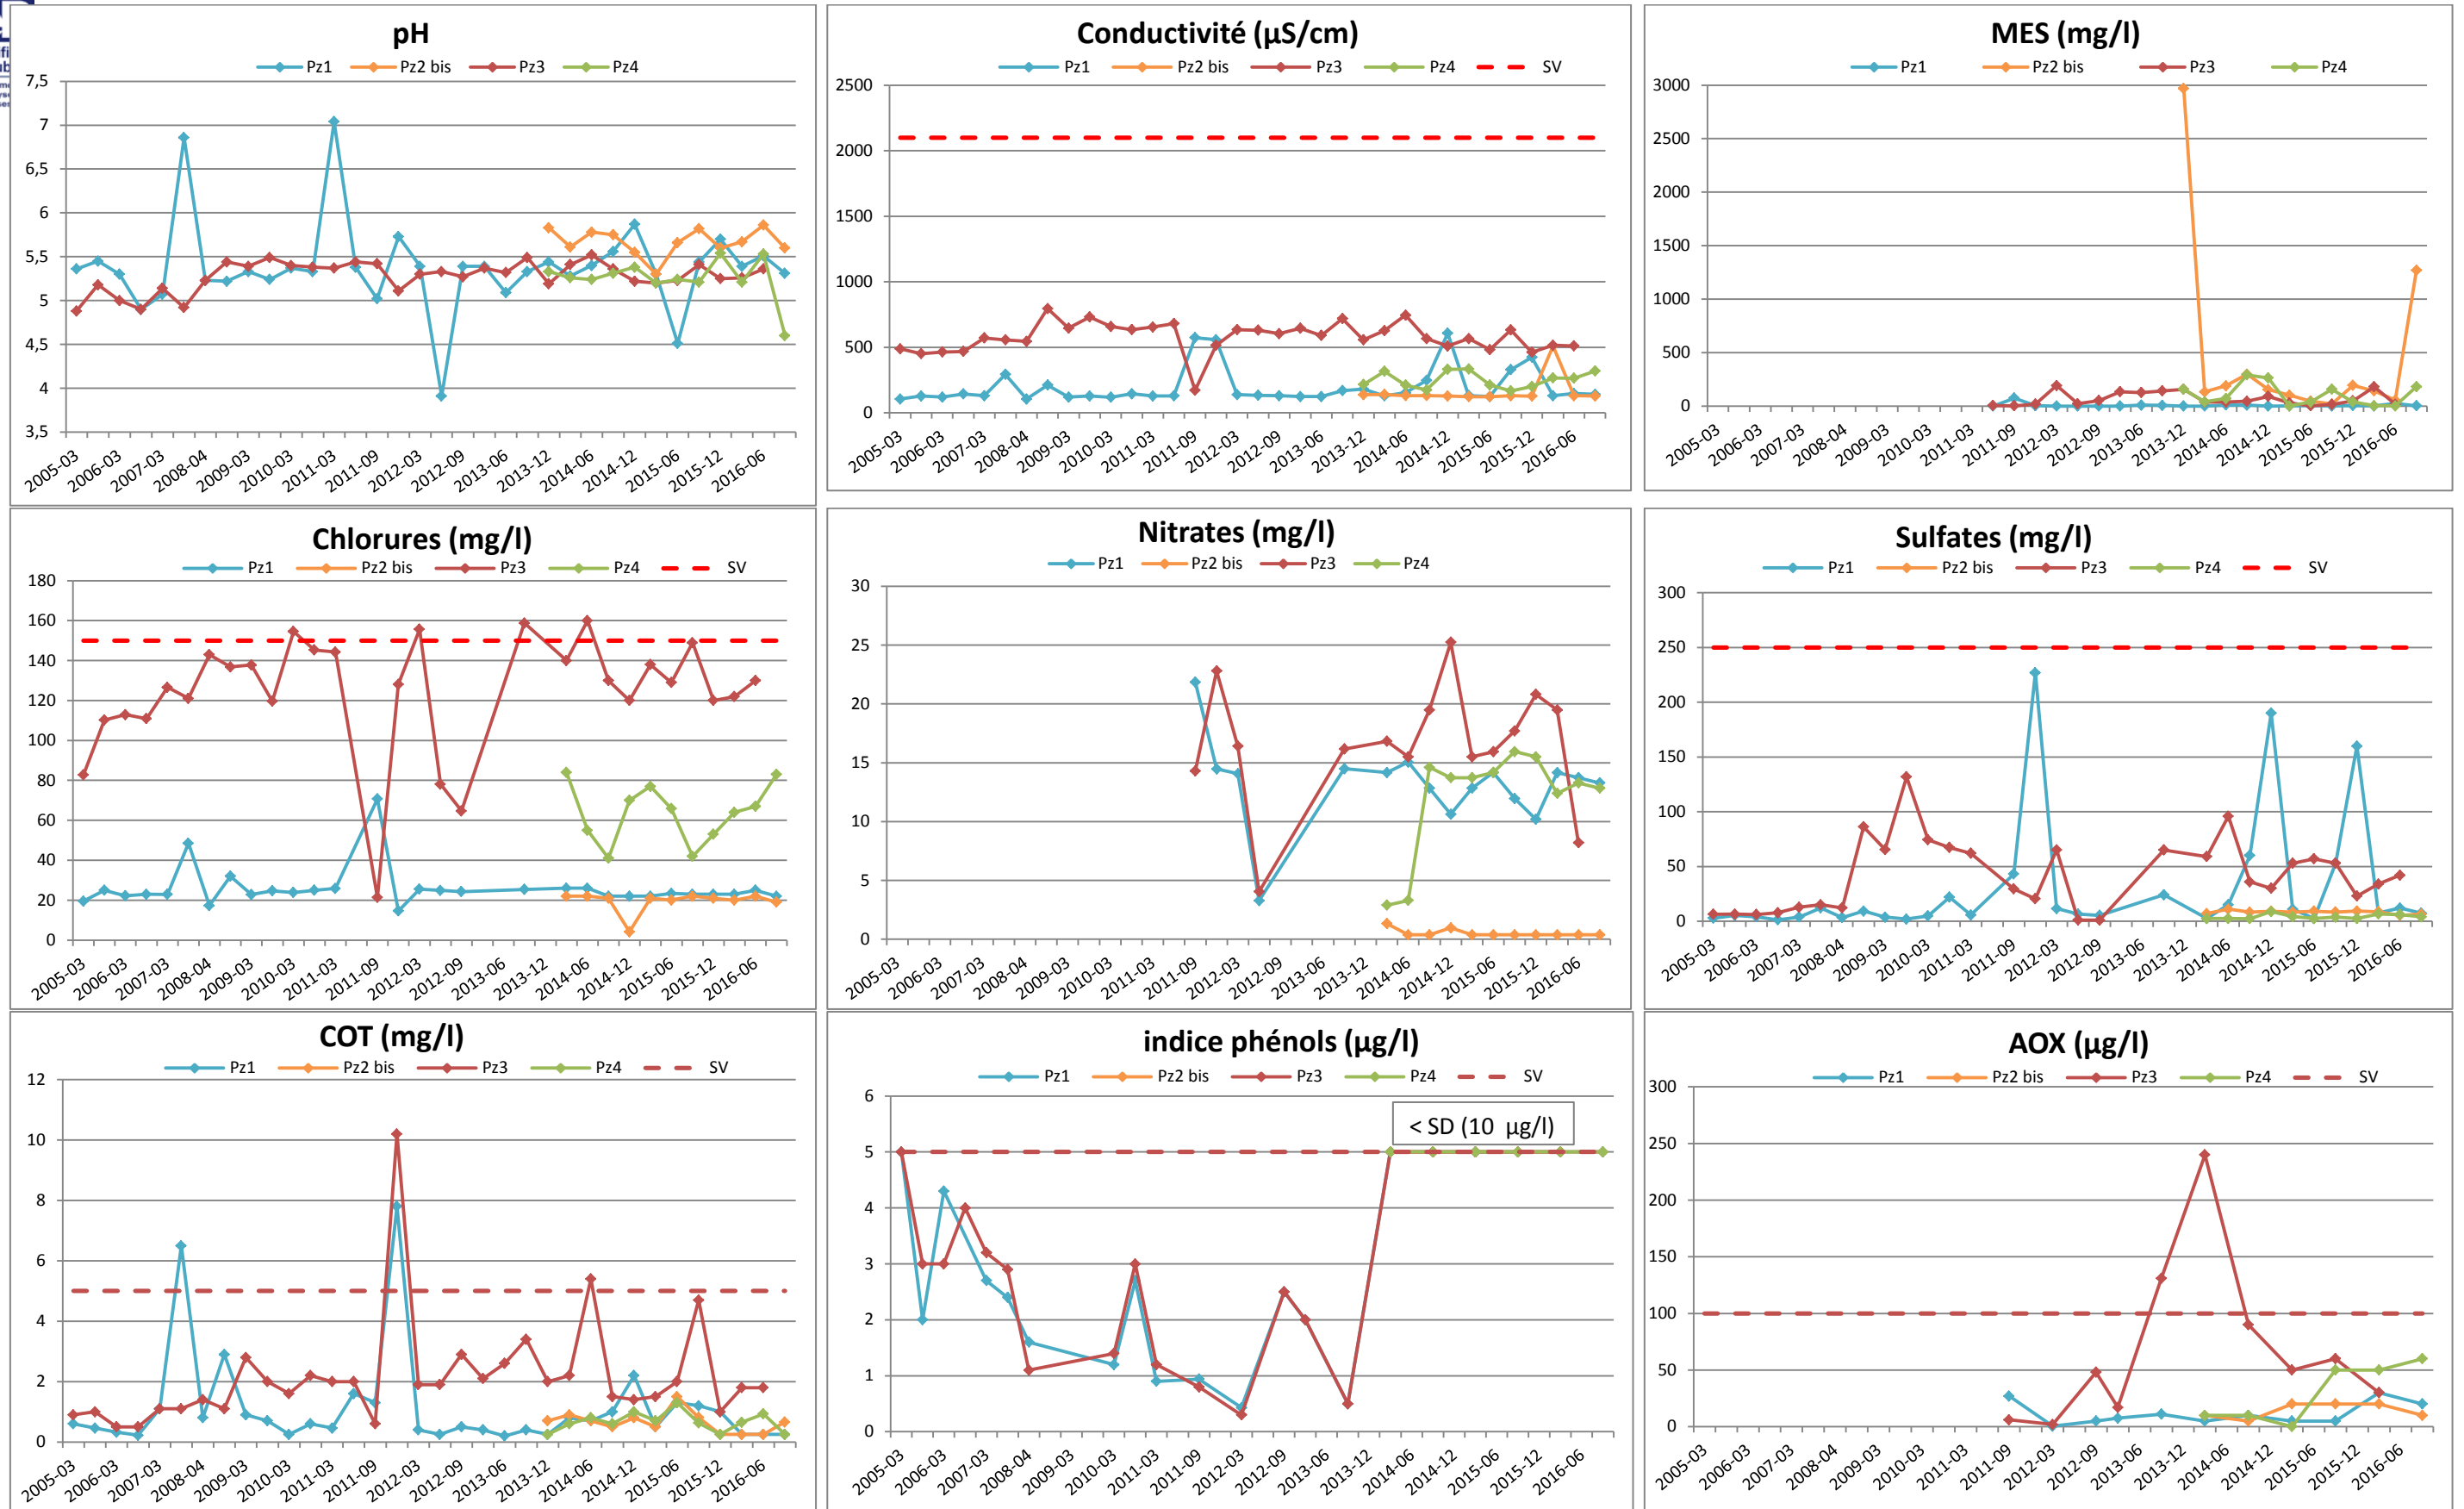 pH
Pz1 Pz2 bis Pz3 Pz4
7,5
7
6,5
6
5,5
5
4,5
4
3,5
2005-03 2006-03 2007-03 2008-04 2009-03 2010-03 2011-03 2011-09 2012-03 2012-09 2013-06 2013-12 2014-06 2014-12 2015-06 2015-12 2016-06
Conductivité (µS/cm)
Pz1 Pz2 bis Pz3 Pz4 SV
2500
2000
1500
1000
500
0
2005-03 2006-03 2007-03 2008-04 2009-03 2010-03 2011-03 2011-09 2012-03 2012-09 2013-06 2013-12 2014-06 2014-12 2015-06 2015-12 2016-06
MES (mg/l)
Pz1 Pz2 bis Pz3 Pz4
3000
2500
2000
1500
1000
500
0
2005-03 2006-03 2007-03 2008-04 2009-03 2010-03 2011-03 2011-09 2012-03 2012-09 2013-06 2013-12 2014-06 2014-12 2015-06 2015-12 2016-06
Chlorures (mg/l)
Pz1 Pz2 bis Pz3 Pz4 SV
180
160
140
120
100
80
60
40
20
0
2005-03 2006-03 2007-03 2008-04 2009-03 2010-03 2011-03 2011-09 2012-03 2012-09 2013-06 2013-12 2014-06 2014-12 2015-06 2015-12 2016-06
Nitrates (mg/l)
Pz1 Pz2 bis Pz3 Pz4
30
25
20
15
10
5
0
2005-03 2006-03 2007-03 2008-04 2009-03 2010-03 2011-03 2011-09 2012-03 2012-09 2013-06 2013-12 2014-06 2014-12 2015-06 2015-12 2016-06
Sulfates (mg/l)
Pz1 Pz2 bis Pz3 Pz4 SV
300
250
200
150
100
50
0
2005-03 2006-03 2007-03 2008-04 2009-03 2010-03 2011-03 2011-09 2012-03 2012-09 2013-06 2013-12 2014-06 2014-12 2015-06 2015-12 2016-06
COT (mg/l)
Pz1 Pz2 bis Pz3 Pz4 SV
12
10
8
6
4
2
0
2005-03 2006-03 2007-03 2008-04 2009-03 2010-03 2011-03 2011-09 2012-03 2012-09 2013-06 2013-12 2014-06 2014-12 2015-06 2015-12 2016-06
indice phénols (µg/l)
Pz1 Pz2 bis Pz3 Pz4 SV
6
< SD (10 µg/l)
5
4
3
2
1
0
2005-03 2006-03 2007-03 2008-04 2009-03 2010-03 2011-03 2011-09 2012-03 2012-09 2013-06 2013-12 2014-06 2014-12 2015-06 2015-12 2016-06
AOX (µg/l)
Pz1 Pz2 bis Pz3 Pz4 SV
300
250
200
150
100
50
0
2005-03 2006-03 2007-03 2008-04 2009-03 2010-03 2011-03 2011-09 2012-03 2012-09 2013-06 2013-12 2014-06 2014-12 2015-06 2015-12 2016-06